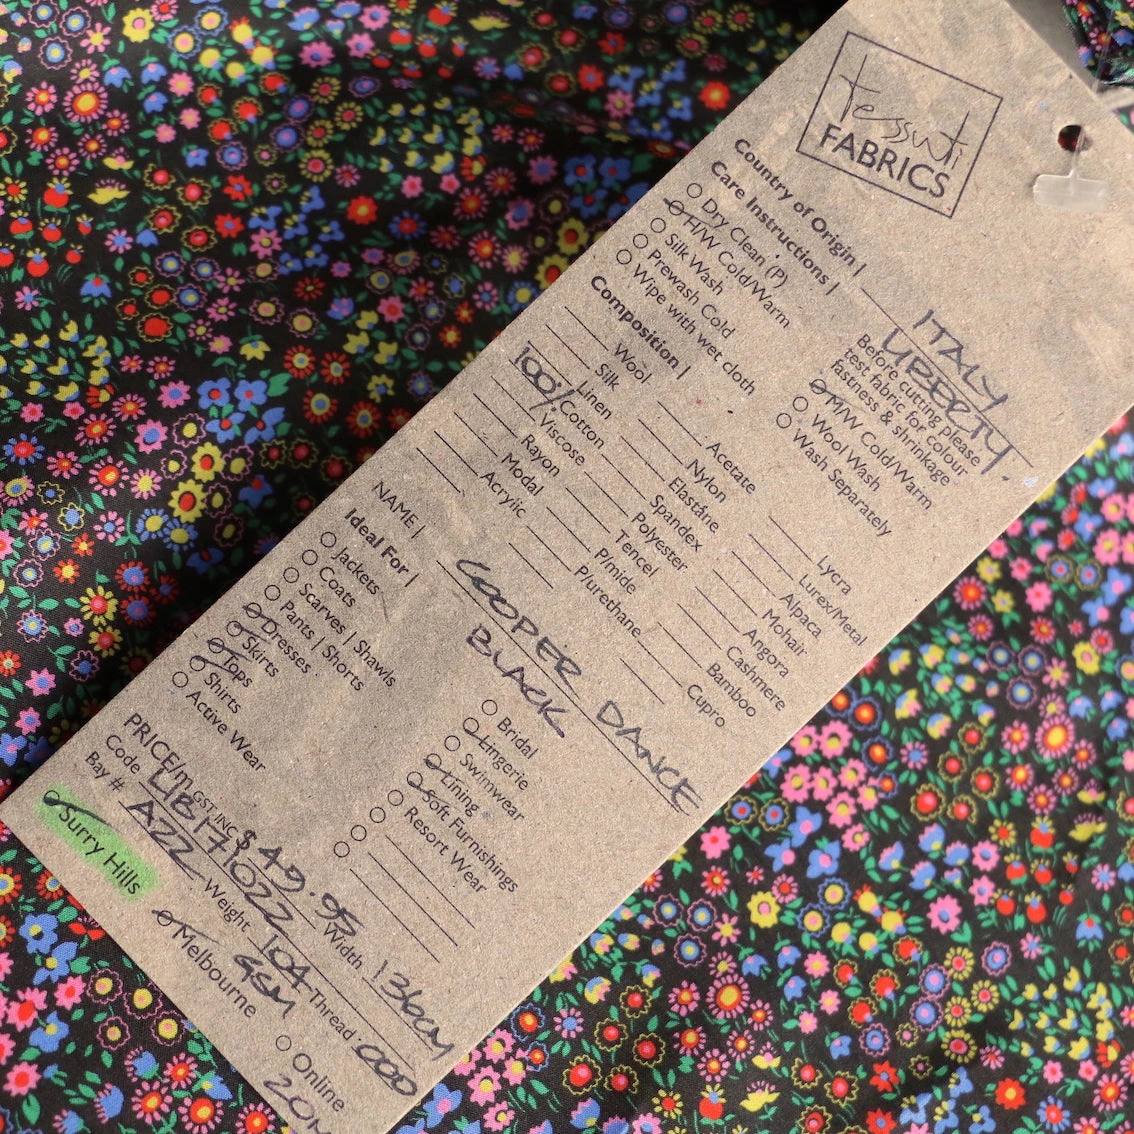 tessuti
FABRICS
Country of Origin | ITALY
LIBERTY
Care Instructions |
Dry Clean (P)
H/W Cold/Warm
Silk Wash
Prewash Cold
Wipe with wet cloth
Before cutting please
test fabric for colour
fastness & shrinkage
M/W Cold/Warm
Wool Wash
Wash Separately
Composition |
Wool
Silk
Linen
100% Cotton
Viscose
Rayon
Modal
Acrylic
Acetate
Nylon
Elastane
Spandex
Polyester
Tencel
P/mide
P/urethane
Lycra
Lurex/Metal
Alpaca
Mohair
Angora
Cashmere
Bamboo
Cupro
NAME | COOPER DANCE
BLACK
Ideal For |
Jackets
Coats
Scarves | Shawls
Pants | Shorts
Dresses
Skirts
Tops
Shirts
Active Wear
Bridal
Lingerie
Swimwear
Lining
Soft Furnishings
Resort Wear
PRICE/m GST INC $49.95
Code LIB171022 Width 136cm
Bay # A22 Weight 104 GSM Thread 000
Surry Hills
Melbourne
Online
20m